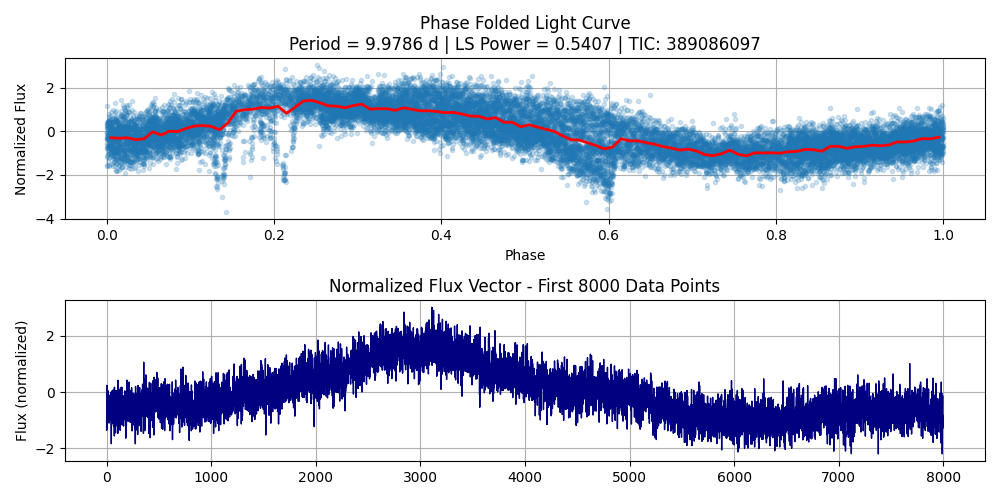 Phase Folded Light Curve
Period = 9.9786 d | LS Power = 0.5407 | TIC: 389086097
Normalized Flux
2
0
−2
−4
0.0 0.2 0.4 0.6 0.8 1.0
Phase
Normalized Flux Vector - First 8000 Data Points
Flux (normalized)
2
0
−2
0 1000 2000 3000 4000 5000 6000 7000 8000